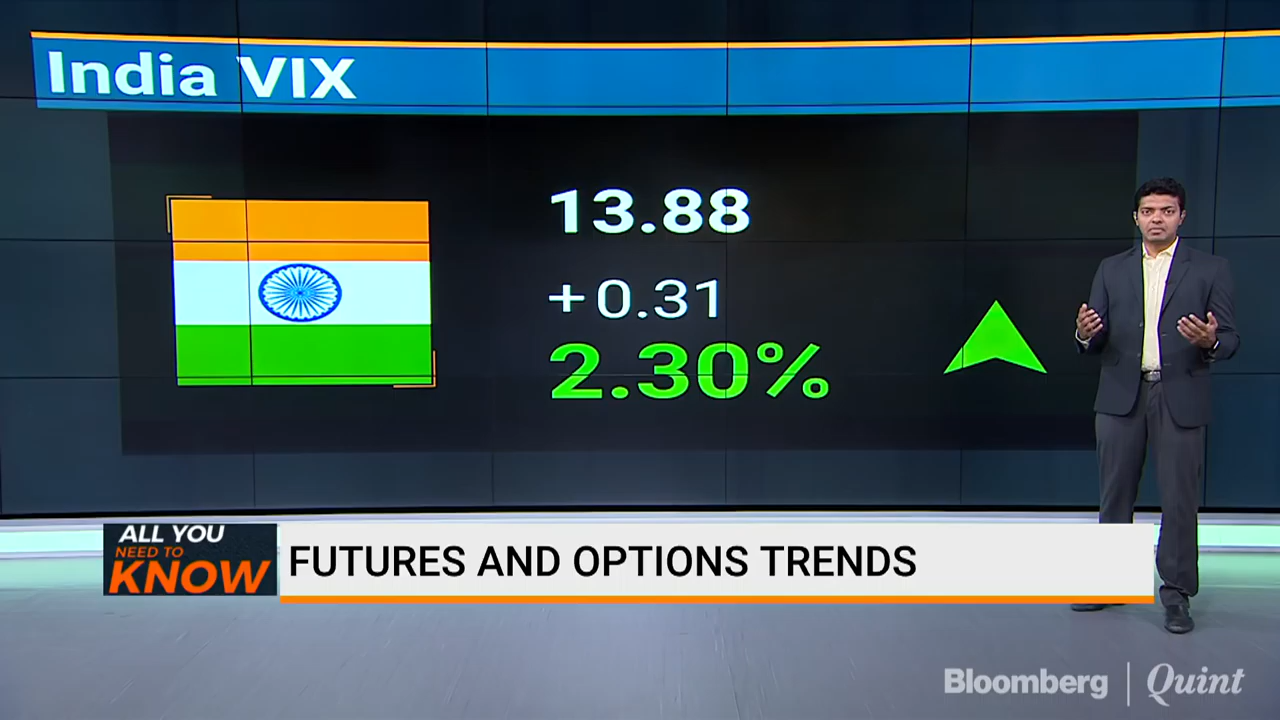 India VIX
13.88
+0.31
2.30%
ALL YOU
NEED TO
KNOW
FUTURES AND OPTIONS TRENDS
Bloomberg | Quint